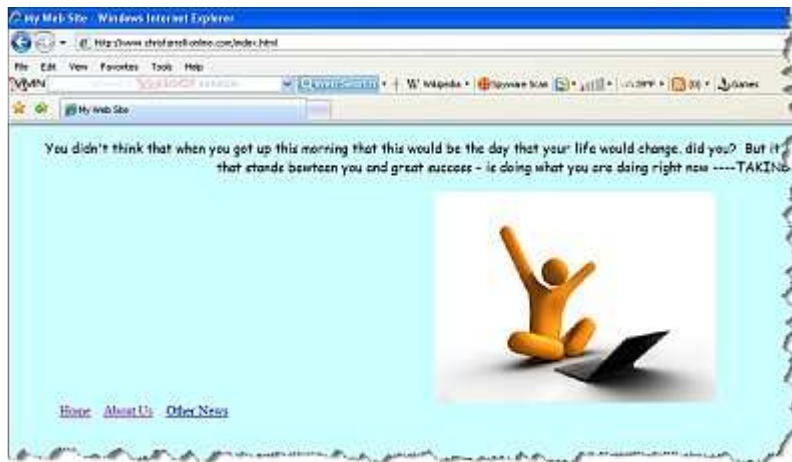 My Web Site - Windows Internet Explorer
File Edit View Favorites Tools Help
W Wikipedia Spyware Scan (0) Games
My Web Site
You didn't think that when you got up this morning that this would be the day that your life would change, did you? But it
that stands bewteen you and great success - is doing what you are doing right now ----TAKING
Home About Us Other News